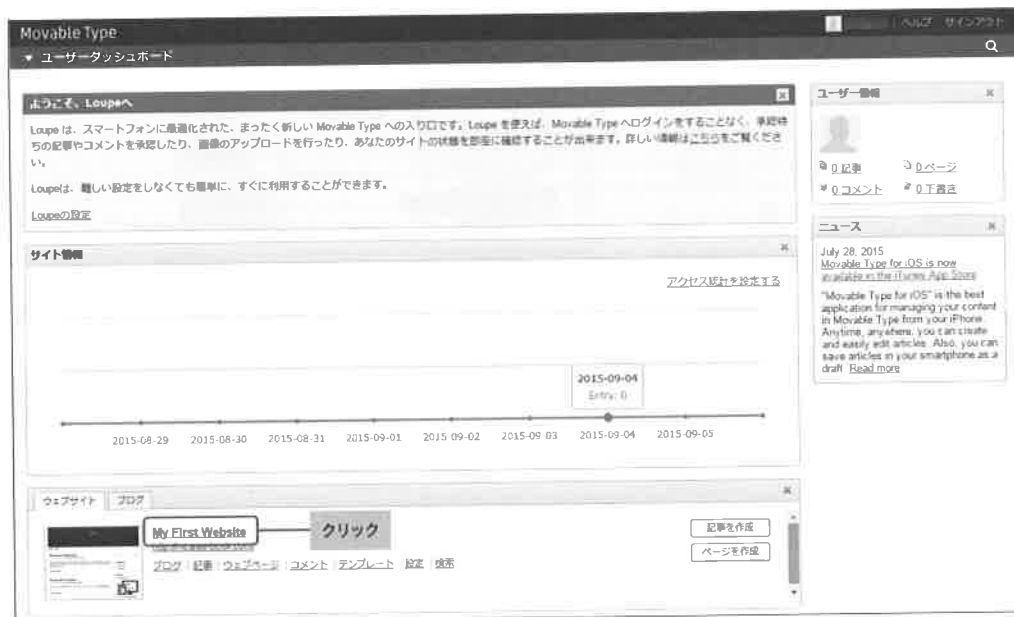 Movable Type
ヘルプ サインアウト
ユーザーダッシュボード
ようこそ、Loupeへ
Loupe は、スマートフォンに最適化された、まったく新しい Movable Type への入り口です。Loupe を使えば、Movable Type へログインをすることなく、承認待
ちの記事やコメントを承認したり、画像のアップロードを行ったり、あなたのサイトの状態を即座に確認することが出来ます。詳しい情報はこちらをご覧くださ
い。
Loupeは、難しい設定をしなくても簡単に、すぐに利用することができます。
Loupeの設定
サイト情報
アクセス統計を設定する
2015-09-04
Entry: 0
2015-08-29 2015-08-30 2015-08-31 2015-09-01 2015-09-02 2015-09-03 2015-09-04 2015-09-05
ウェブサイト ブログ
My First Website
クリック
ブログ 記事 ウェブページ コメント テンプレート 設定 検索
記事を作成
ページを作成
ユーザー情報
0 記事 0 ページ
0 コメント 0 下書き
ニュース
July 28, 2015
Movable Type for iOS is now
available in the iTunes App Store
"Movable Type for iOS" is the best
application for managing your content
in Movable Type from your iPhone.
Anytime, anywhere, you can create
and easily edit articles. Also, you can
save articles in your smartphone as a
draft. Read more